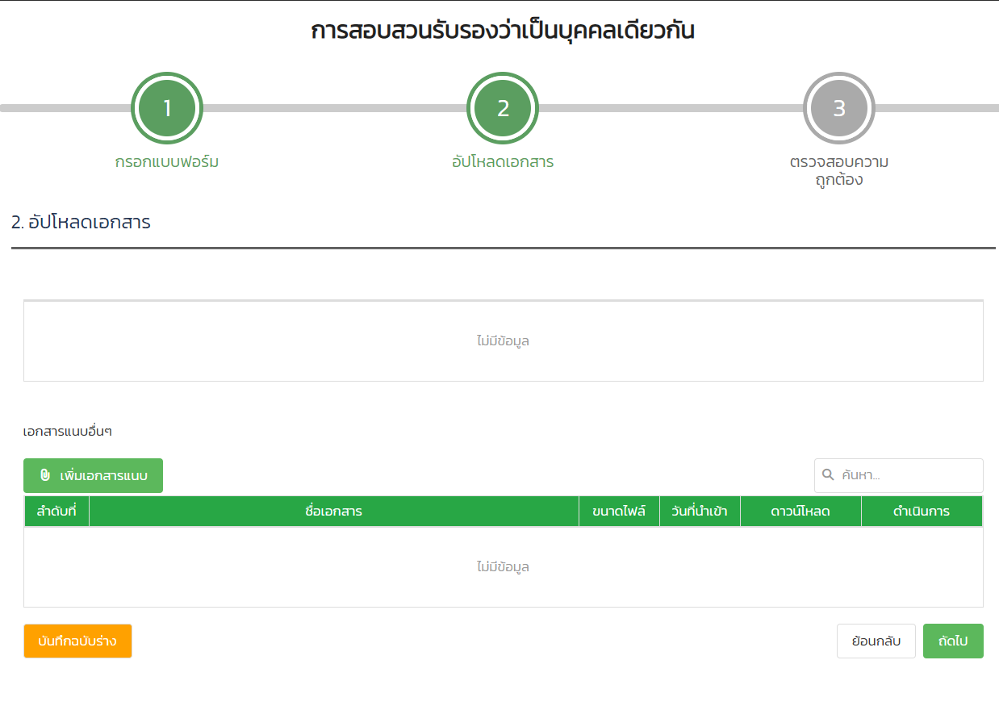 การสอบสวนรับรองว่าเป็นบุคคลเดียวกัน
1 2 3
กรอกแบบฟอร์ม อัปโหลดเอกสาร ตรวจสอบความ
ถูกต้อง
2. อัปโหลดเอกสาร
ไม่มีข้อมูล
เอกสารแนบอื่นๆ
เพิ่มเอกสารแนบ ค้นหา...
ลำดับที่ ชื่อเอกสาร ขนาดไฟล์ วันที่นำเข้า ดาวน์โหลด ดำเนินการ
ไม่มีข้อมูล
บันทึกฉบับร่าง ย้อนกลับ ถัดไป